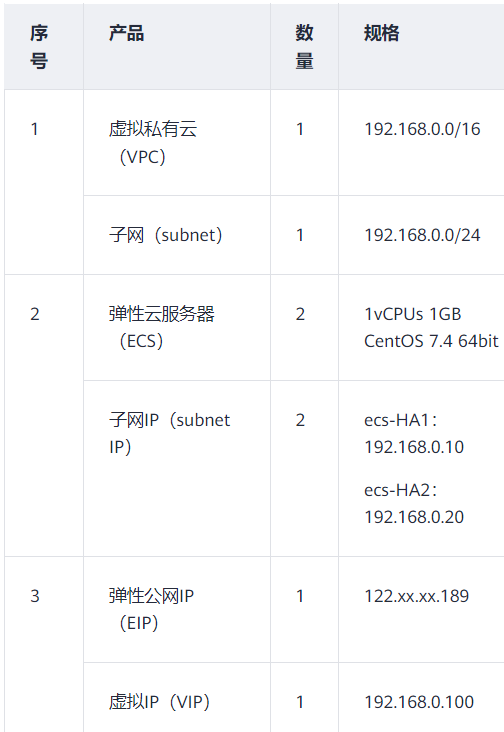 序号 产品 数量 规格
1 虚拟私有云（VPC） 1 192.168.0.0/16
子网（subnet） 1 192.168.0.0/24
2 弹性云服务器（ECS） 2 1vCPUs 1GB
CentOS 7.4 64bit
子网IP（subnet IP） 2 ecs-HA1：
192.168.0.10
ecs-HA2：
192.168.0.20
3 弹性公网IP（EIP） 1 122.xx.xx.189
虚拟IP（VIP） 1 192.168.0.100